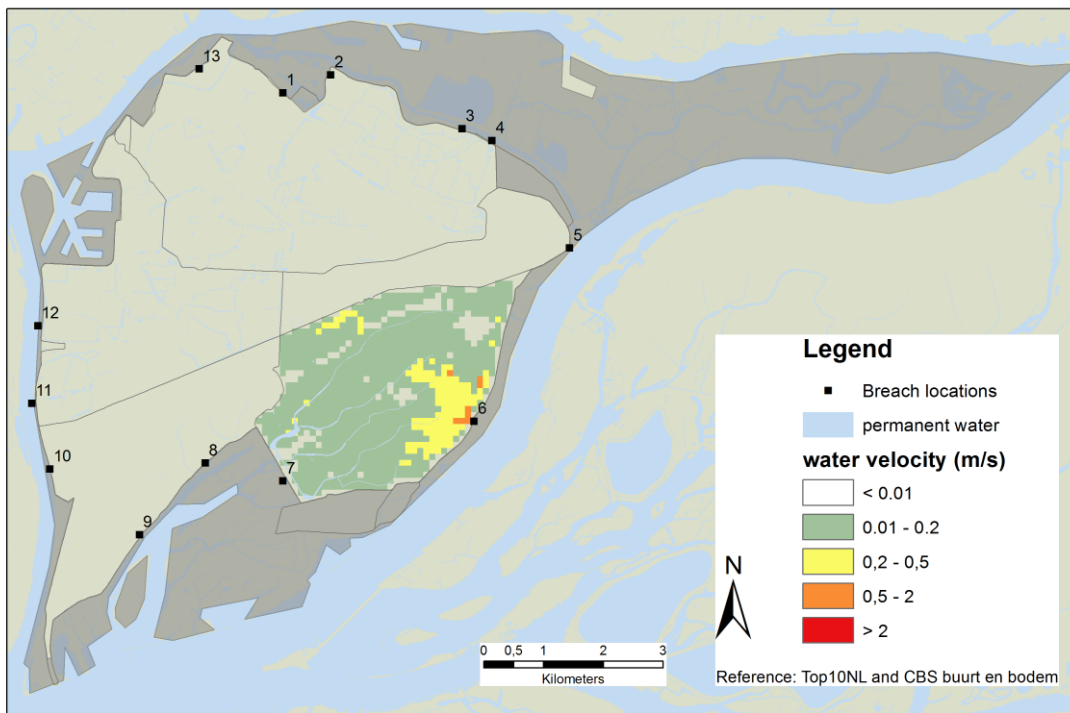 13
1
2
3
4
5
12
11
10
9
8
7
6
Legend
Breach locations
permanent water
water velocity (m/s)
< 0.01
0.01 - 0.2
0,2 - 0,5
0,5 - 2
> 2
N
0 0,5 1 2 3
Kilometers
Reference: Top10NL and CBS buurt en bodem